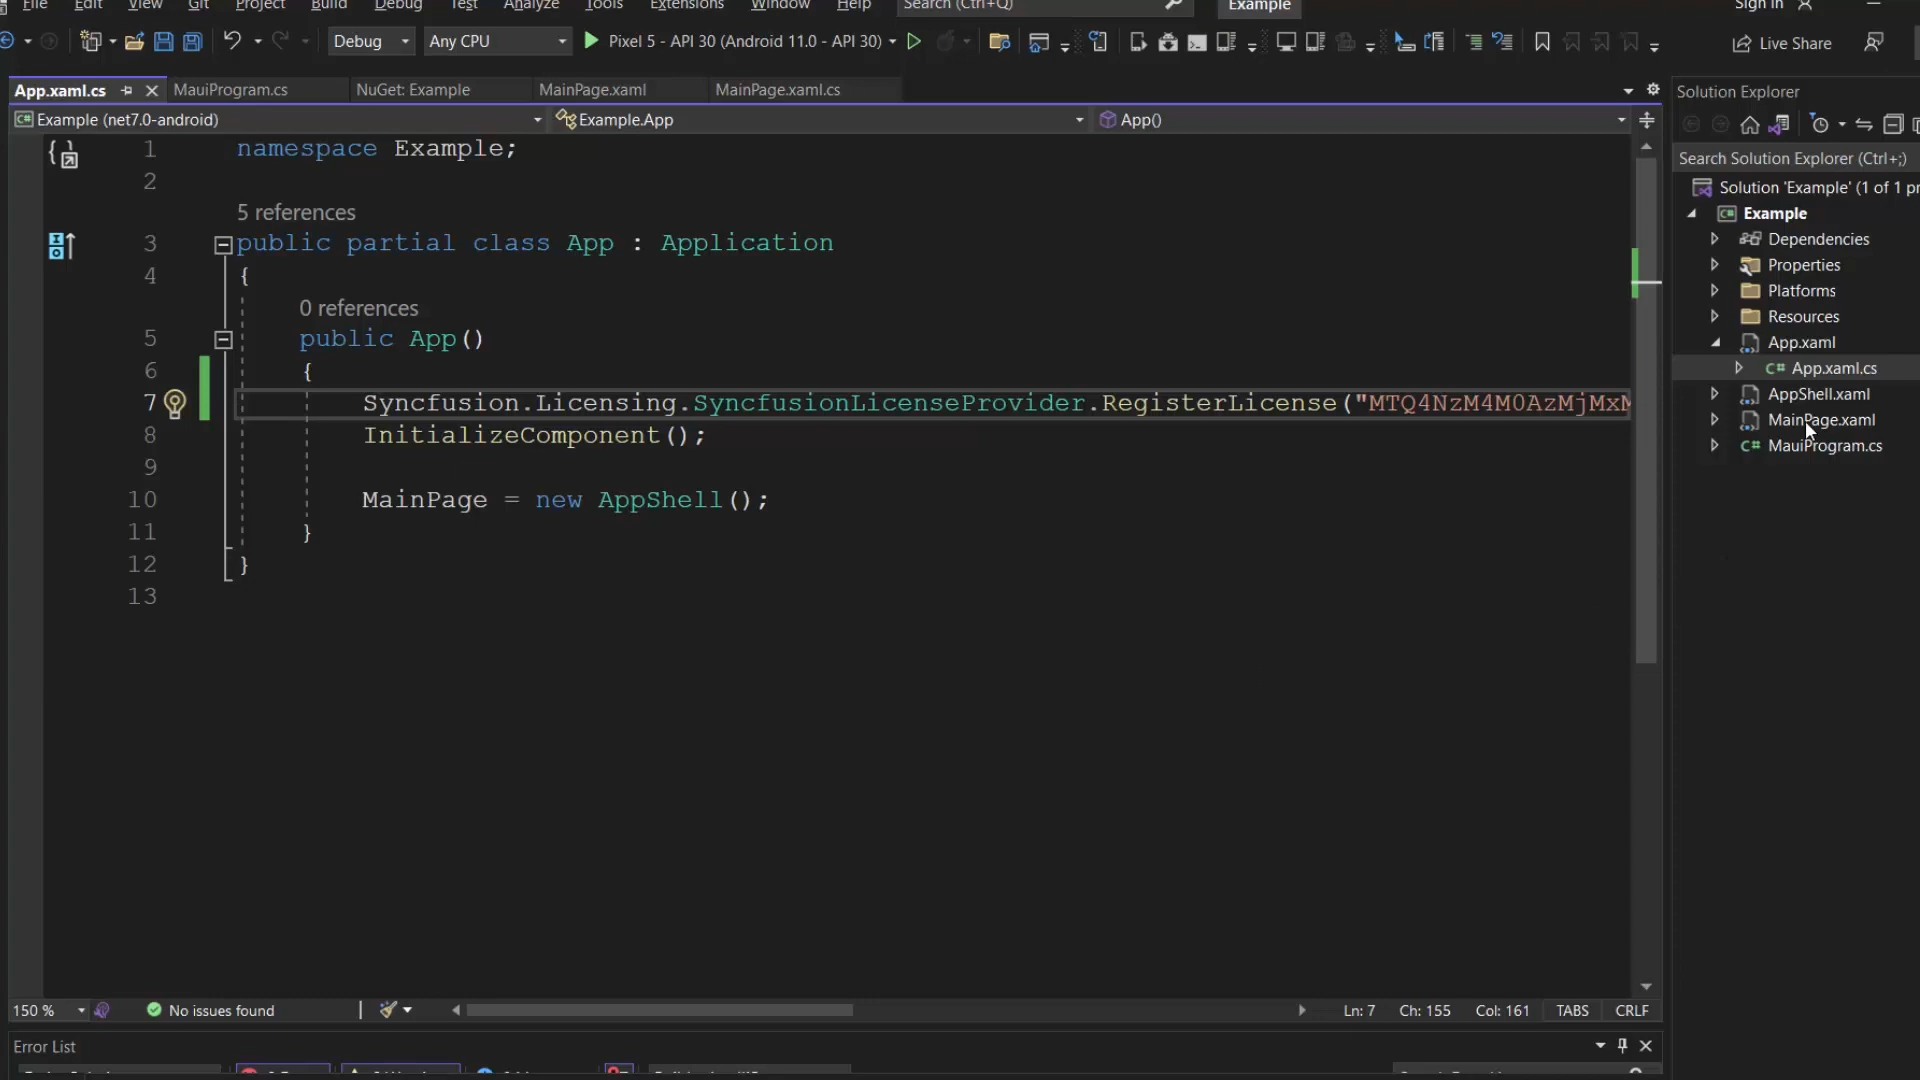 File Edit View Git Project Build Debug Test Analyze Tools Extensions Window Help Search (Ctrl+Q) Example Sign in
Debug Any CPU Pixel 5 - API 30 (Android 11.0 - API 30) Live Share
App.xaml.cs MauiProgram.cs NuGet: Example MainPage.xaml MainPage.xaml.cs
Example (net7.0-android) Example.App App()
1 namespace Example;
2
5 references
3 public partial class App : Application
4 {
0 references
5 public App()
6 {
7 Syncfusion.Licensing.SyncfusionLicenseProvider.RegisterLicense("MTQ4NzM4M0AzMjMxM
8 InitializeComponent();
9
10 MainPage = new AppShell();
11 }
12 }
13
150 % No issues found Ln: 7 Ch: 155 Col: 161 TABS CRLF
Error List
Solution Explorer
Search Solution Explorer (Ctrl+;)
Solution 'Example' (1 of 1 pr
Example
Dependencies
Properties
Platforms
Resources
App.xaml
App.xaml.cs
AppShell.xaml
MainPage.xaml
MauiProgram.cs